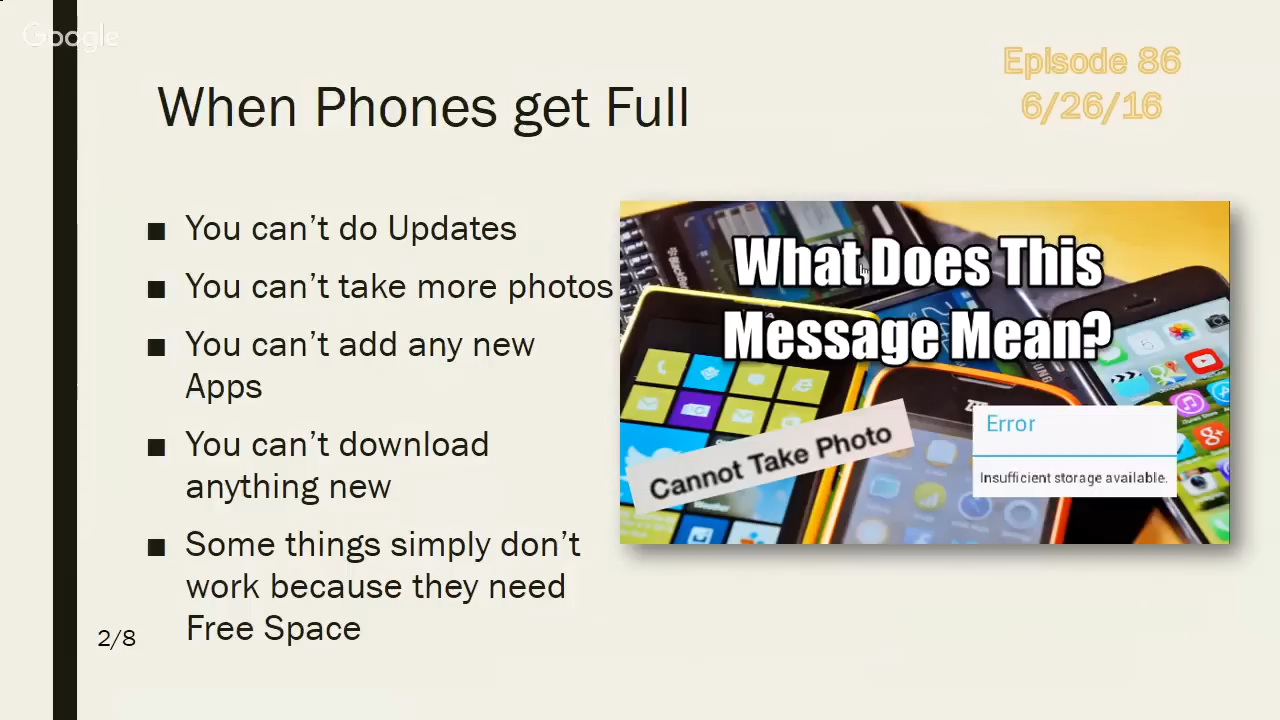 Google
Episode 86
6/26/16
When Phones get Full
■ You can’t do Updates
■ You can’t take more photos
■ You can’t add any new
Apps
■ You can’t download
anything new
■ Some things simply don’t
work because they need
Free Space
2/8
What Does This
Message Mean?
BlackBerry
SAMSUNG
Cannot Take Photo
Error
Insufficient storage available.